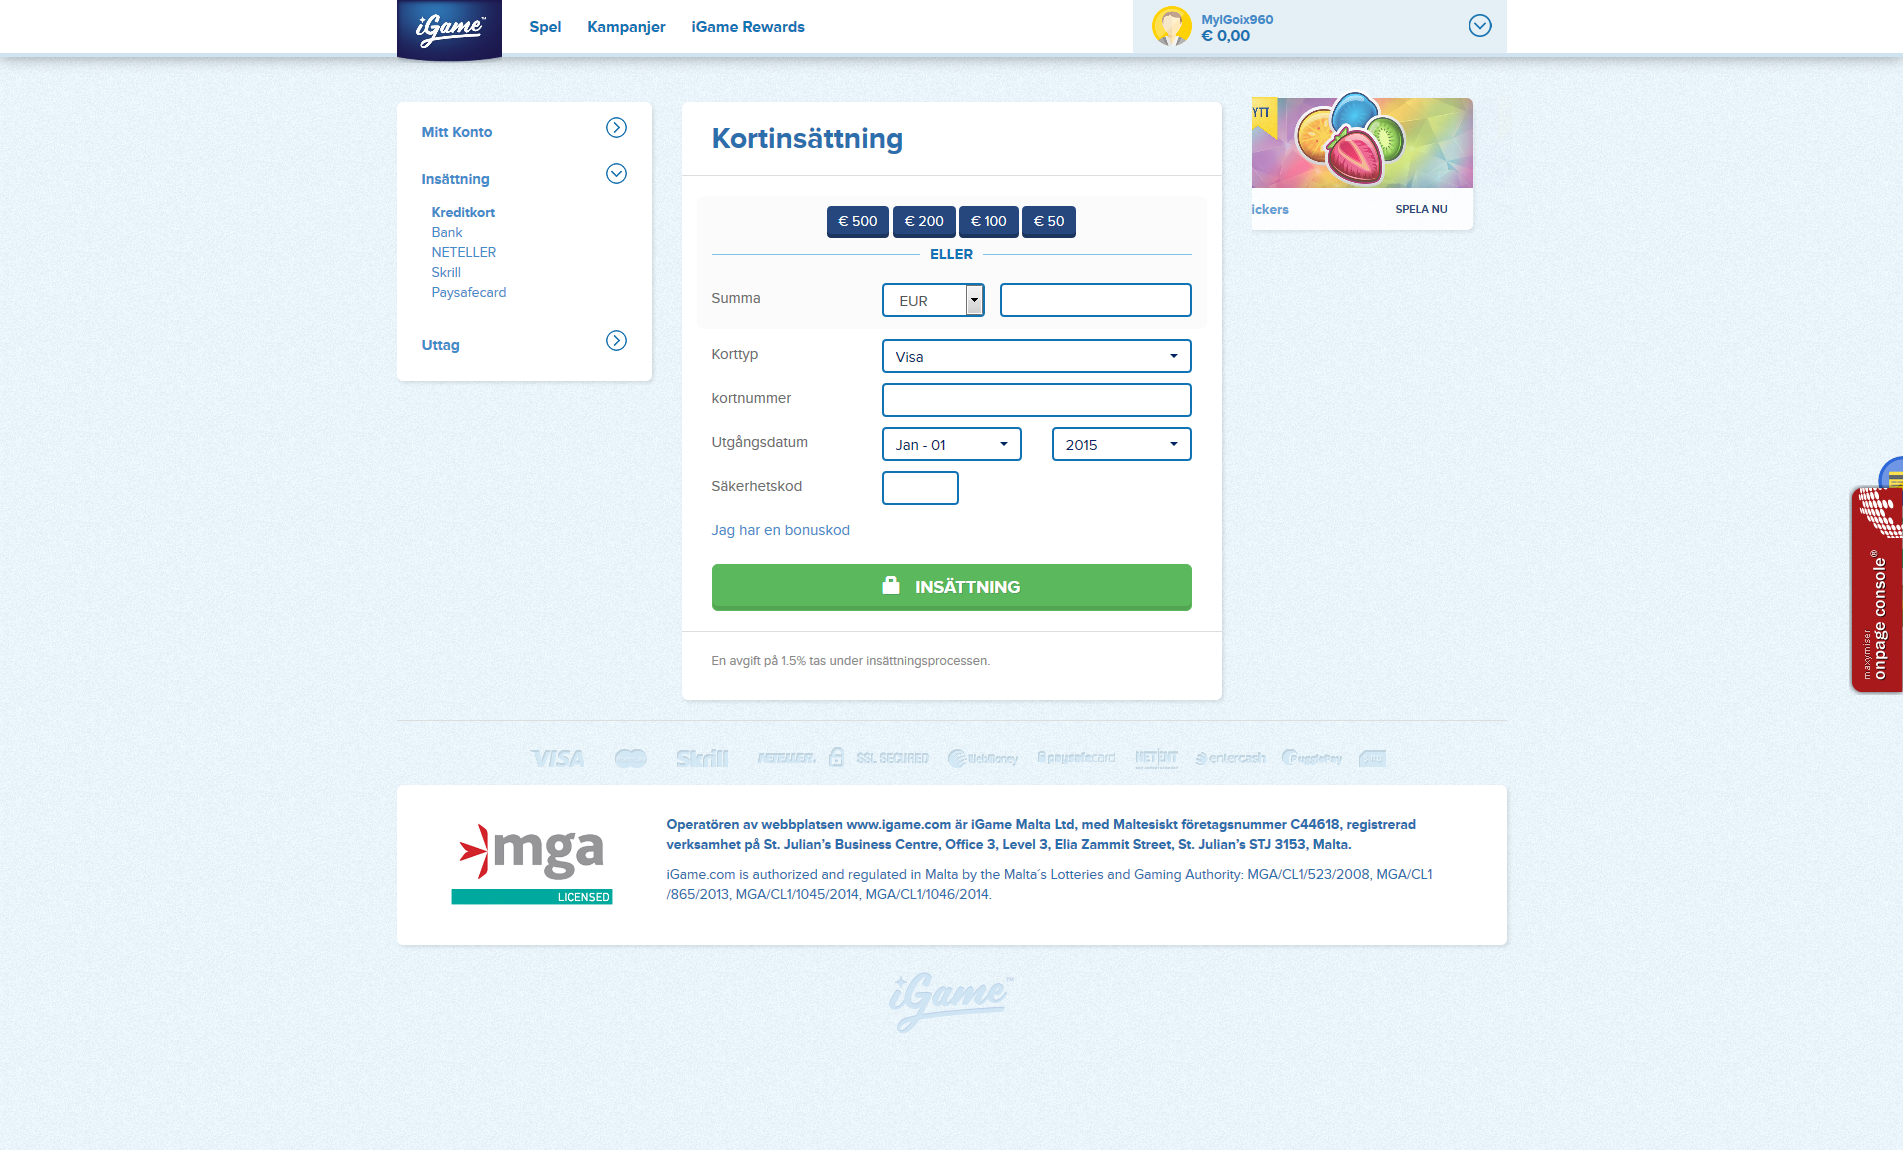 iGame™
Spel
Kampanjer
iGame Rewards
MyIGoix960
€ 0,00
Mitt Konto
Insättning
Kreditkort
Bank
NETELLER
Skrill
Paysafecard
Uttag
Kortinsättning
€ 500
€ 200
€ 100
€ 50
ELLER
Summa
EUR
Korttyp
Visa
kortnummer
Utgångsdatum
Jan - 01
2015
Säkerhetskod
Jag har en bonuskod
INSÄTTNING
En avgift på 1.5% tas under insättningsprocessen.
YTT
ickers
SPELA NU
maxymiser
onpage console®
VISA
Skrill
NETELLER
SSL SECURED
WebMoney
paysafecard
NETENT
entercash
EugglePay
mga
LICENSED
Operatören av webbplatsen www.igame.com är iGame Malta Ltd, med Maltesiskt företagsnummer C44618, registrerad
verksamhet på St. Julian’s Business Centre, Office 3, Level 3, Elia Zammit Street, St. Julian’s STJ 3153, Malta.
iGame.com is authorized and regulated in Malta by the Malta´s Lotteries and Gaming Authority: MGA/CL1/523/2008, MGA/CL1
/865/2013, MGA/CL1/1045/2014, MGA/CL1/1046/2014.
iGame™